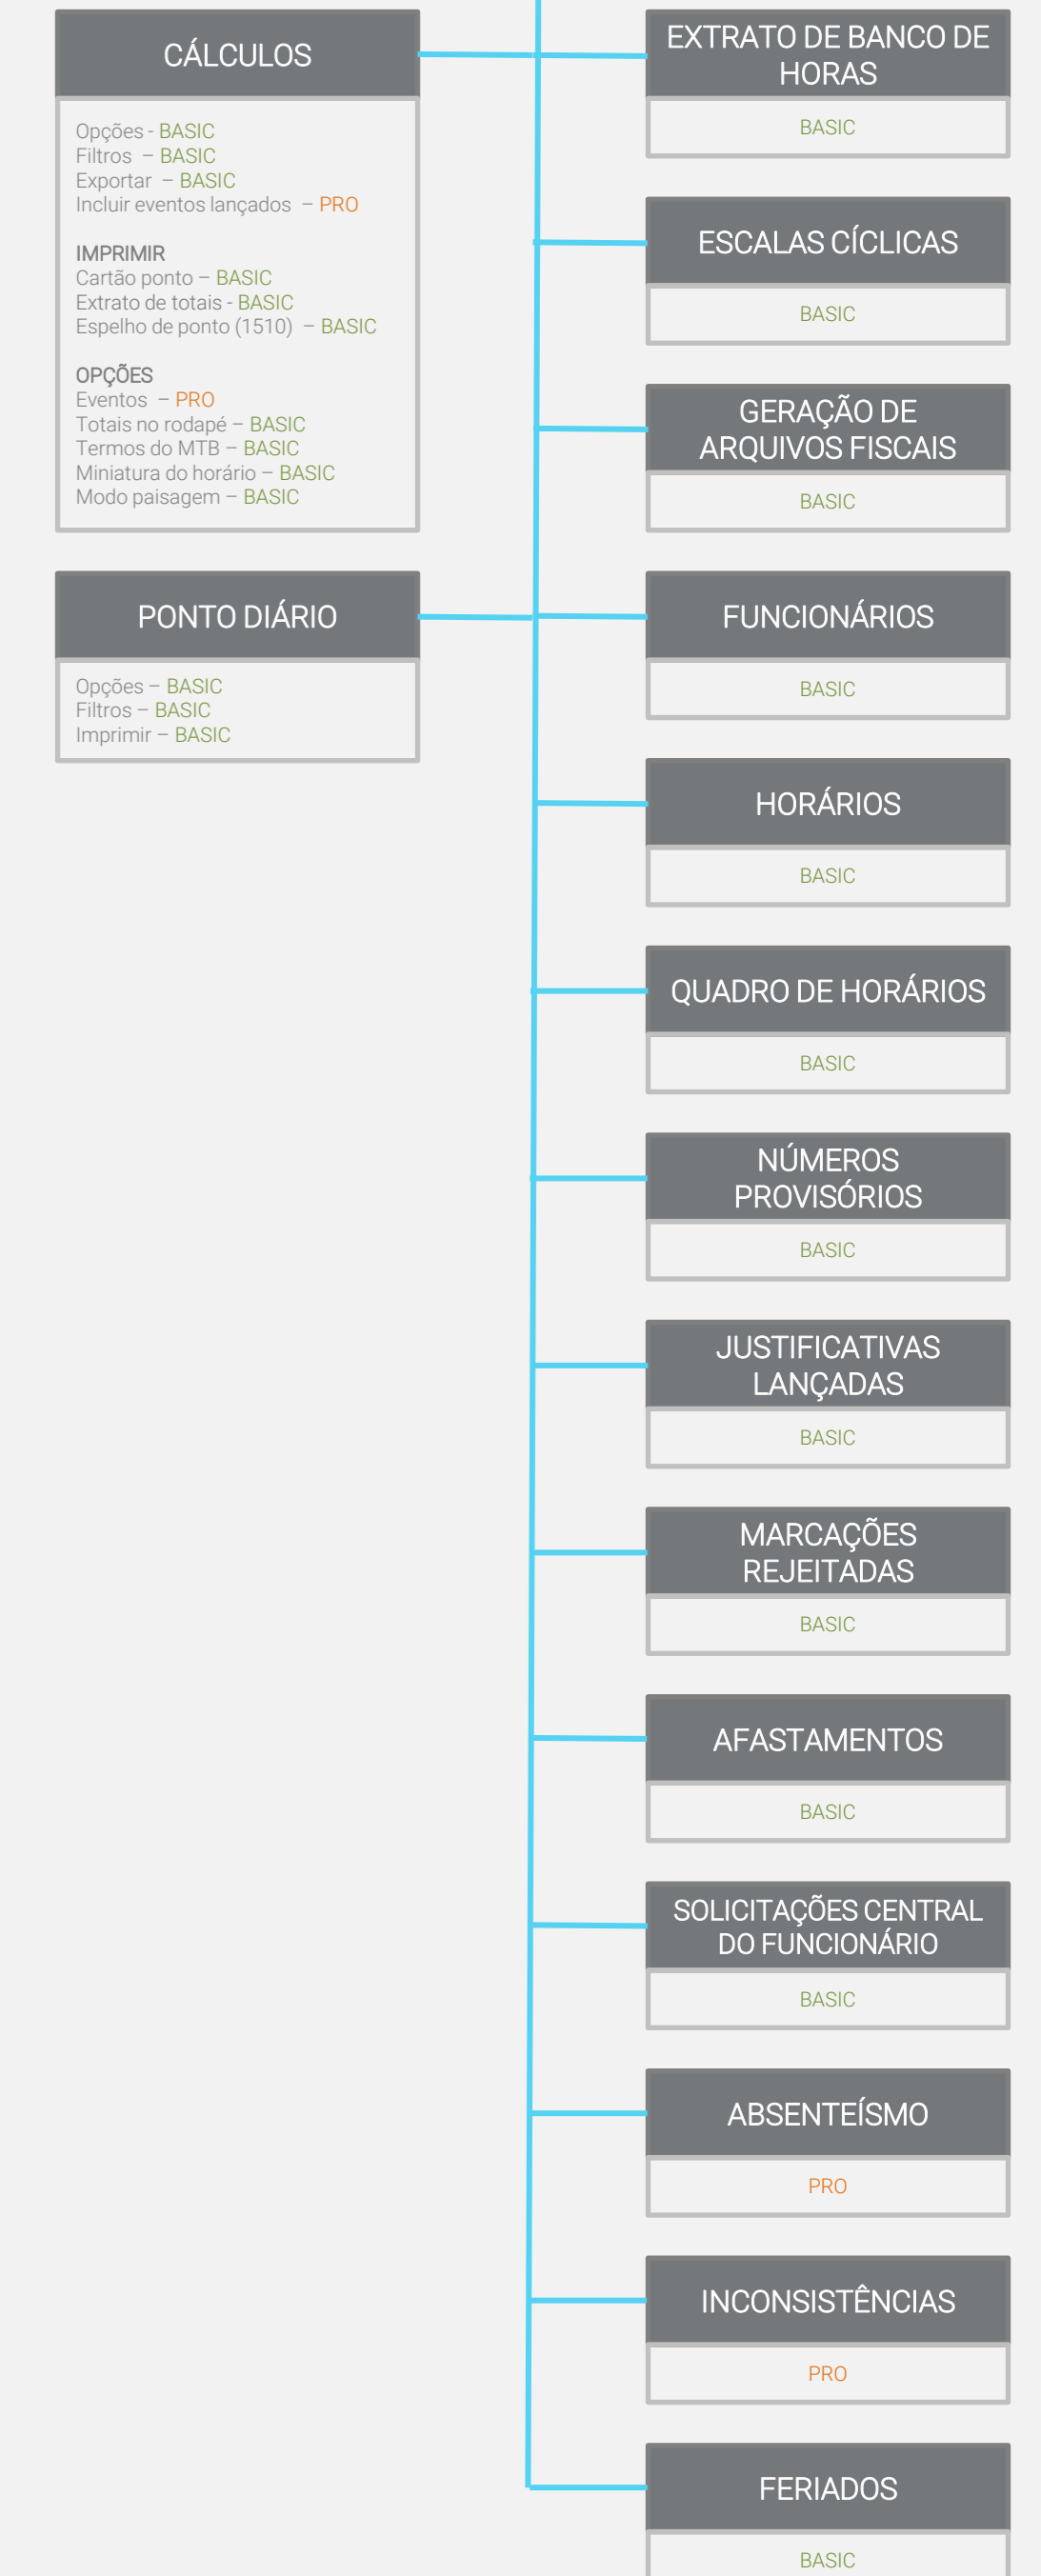 CÁLCULOS
Opções - BASIC
Filtros – BASIC
Exportar – BASIC
Incluir eventos lançados – PRO
IMPRIMIR
Cartão ponto – BASIC
Extrato de totais - BASIC
Espelho de ponto (1510) – BASIC
OPÇÕES
Eventos – PRO
Totais no rodapé – BASIC
Termos do MTB – BASIC
Miniatura do horário – BASIC
Modo paisagem – BASIC
PONTO DIÁRIO
Opções – BASIC
Filtros – BASIC
Imprimir – BASIC
EXTRATO DE BANCO DE
HORAS
BASIC
ESCALAS CÍCLICAS
BASIC
GERAÇÃO DE
ARQUIVOS FISCAIS
BASIC
FUNCIONÁRIOS
BASIC
HORÁRIOS
BASIC
QUADRO DE HORÁRIOS
BASIC
NÚMEROS
PROVISÓRIOS
BASIC
JUSTIFICATIVAS
LANÇADAS
BASIC
MARCAÇÕES
REJEITADAS
BASIC
AFASTAMENTOS
BASIC
SOLICITAÇÕES CENTRAL
DO FUNCIONÁRIO
BASIC
ABSENTEÍSMO
PRO
INCONSISTÊNCIAS
PRO
FERIADOS
BASIC